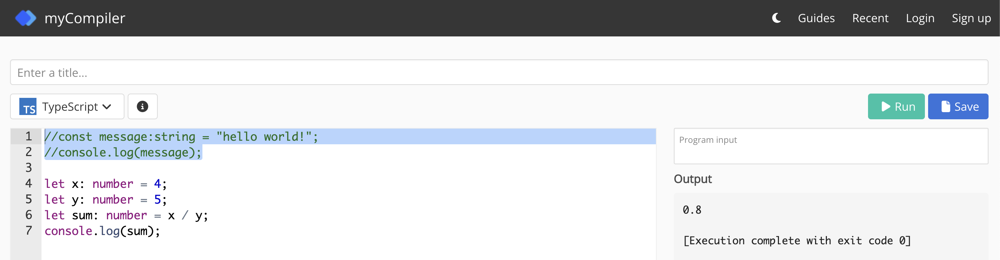 myCompiler
Guides Recent Login Sign up
Enter a title...
TS TypeScript
Run Save
1 //const message:string = "hello world!";
2 //console.log(message);
3
4 let x: number = 4;
5 let y: number = 5;
6 let sum: number = x / y;
7 console.log(sum);
Program input
Output
0.8
[Execution complete with exit code 0]